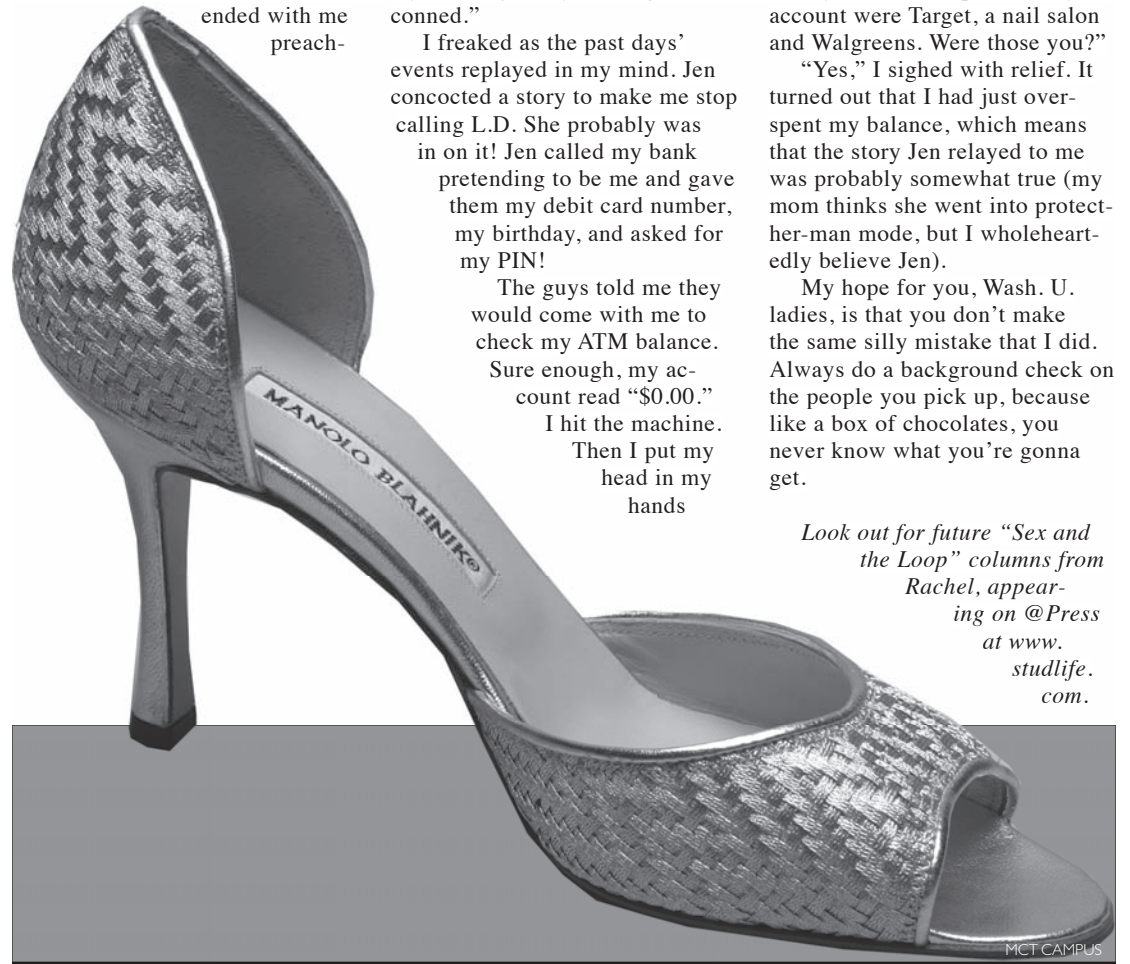 ended with me
preach-
conned.”
I freaked as the past days’
events replayed in my mind. Jen
concocted a story to make me stop
calling L.D. She probably was
in on it! Jen called my bank
pretending to be me and gave
them my debit card number,
my birthday, and asked for
my PIN!
The guys told me they
would come with me to
check my ATM balance.
Sure enough, my ac-
count read “$0.00.”
I hit the machine.
Then I put my
head in my
hands
account were Target, a nail salon
and Walgreens. Were those you?”
“Yes,” I sighed with relief. It
turned out that I had just over-
spent my balance, which means
that the story Jen relayed to me
was probably somewhat true (my
mom thinks she went into protect-
her-man mode, but I wholeheart-
edly believe Jen).
My hope for you, Wash. U.
ladies, is that you don’t make
the same silly mistake that I did.
Always do a background check on
the people you pick up, because
like a box of chocolates, you
never know what you’re gonna
get.
Look out for future “Sex and
the Loop” columns from
Rachel, appear-
ing on @Press
at www.
studlife.
com.
MANOLO BLAHNIK®
MCT CAMPUS